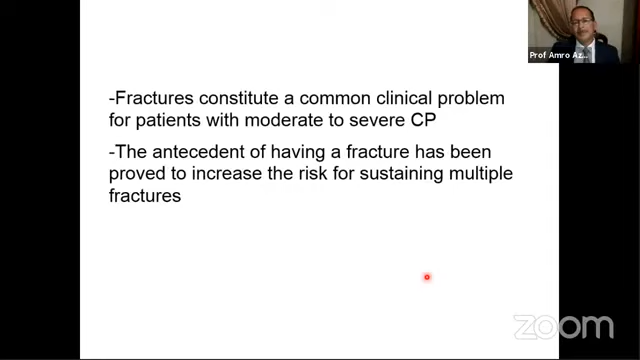 Prof Amro Az...
-Fractures constitute a common clinical problem
for patients with moderate to severe CP
-The antecedent of having a fracture has been
proved to increase the risk for sustaining multiple
fractures
zoom